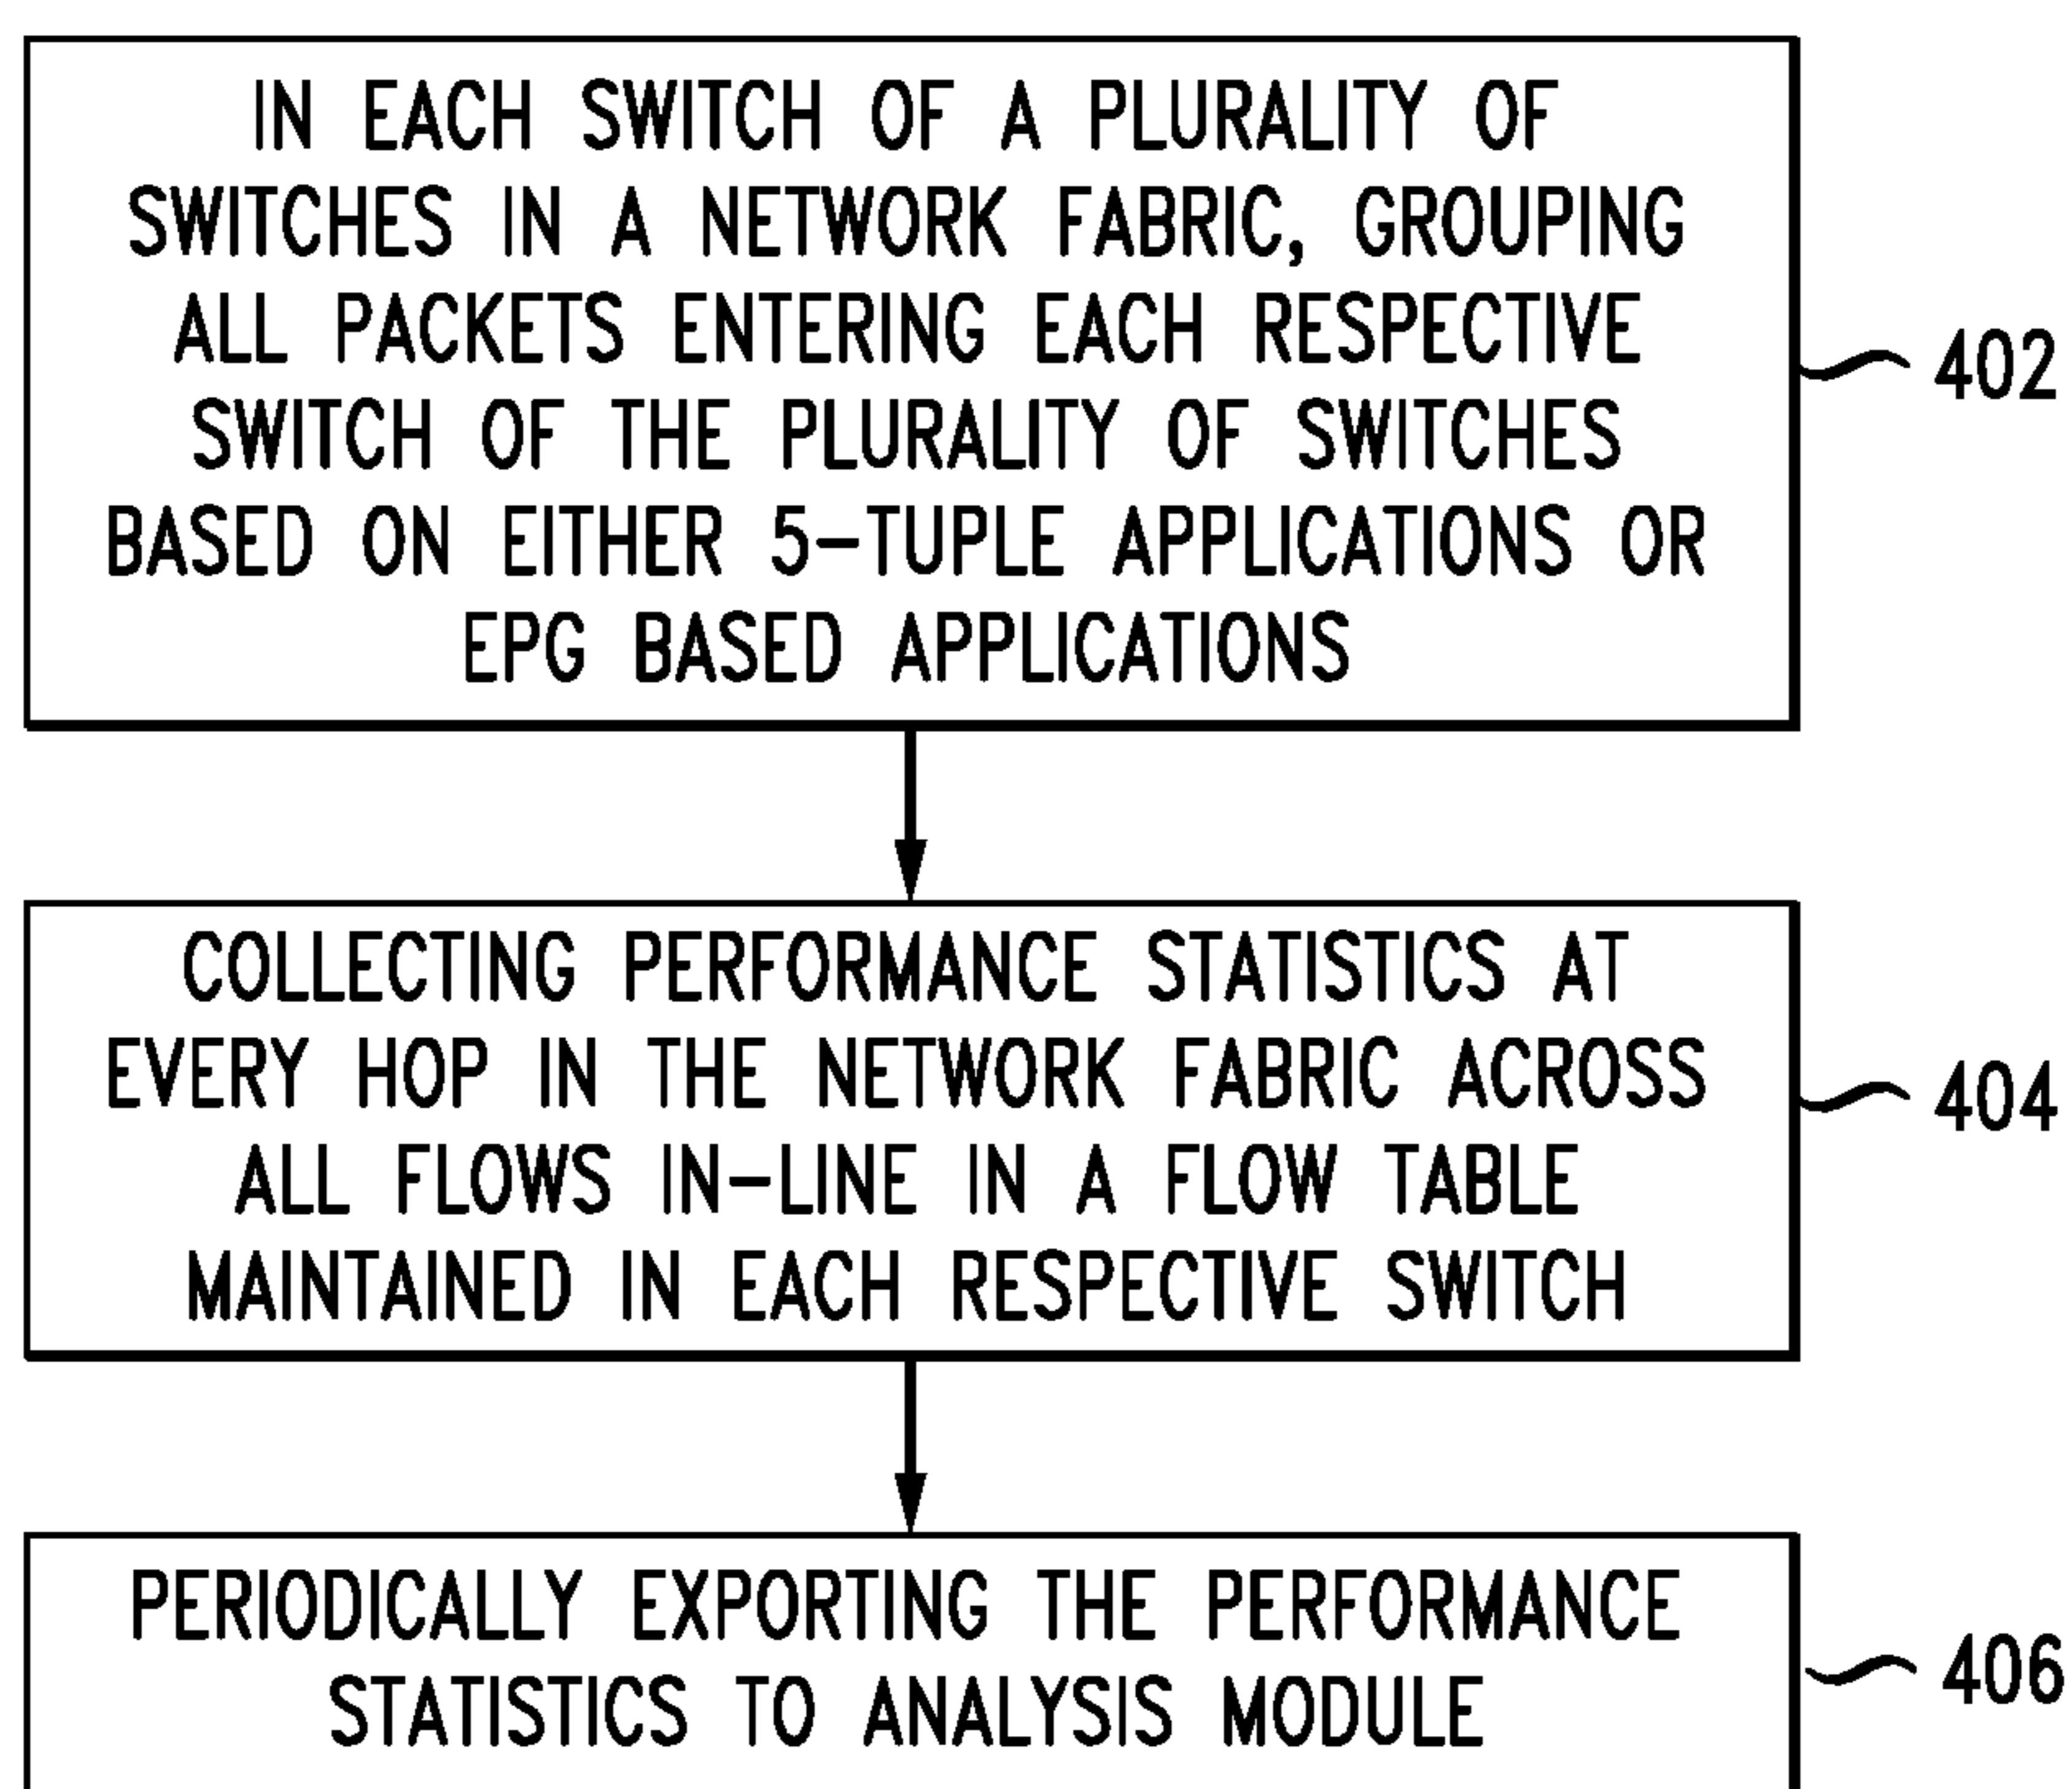 IN EACH SWITCH OF A PLURALITY OF
SWITCHES IN A NETWORK FABRIC, GROUPING
ALL PACKETS ENTERING EACH RESPECTIVE
SWITCH OF THE PLURALITY OF SWITCHES
BASED ON EITHER 5-TUPLE APPLICATIONS OR
EPG BASED APPLICATIONS
402
COLLECTING PERFORMANCE STATISTICS AT
EVERY HOP IN THE NETWORK FABRIC ACROSS
ALL FLOWS IN-LINE IN A FLOW TABLE
MAINTAINED IN EACH RESPECTIVE SWITCH
404
PERIODICALLY EXPORTING THE PERFORMANCE
STATISTICS TO ANALYSIS MODULE
406